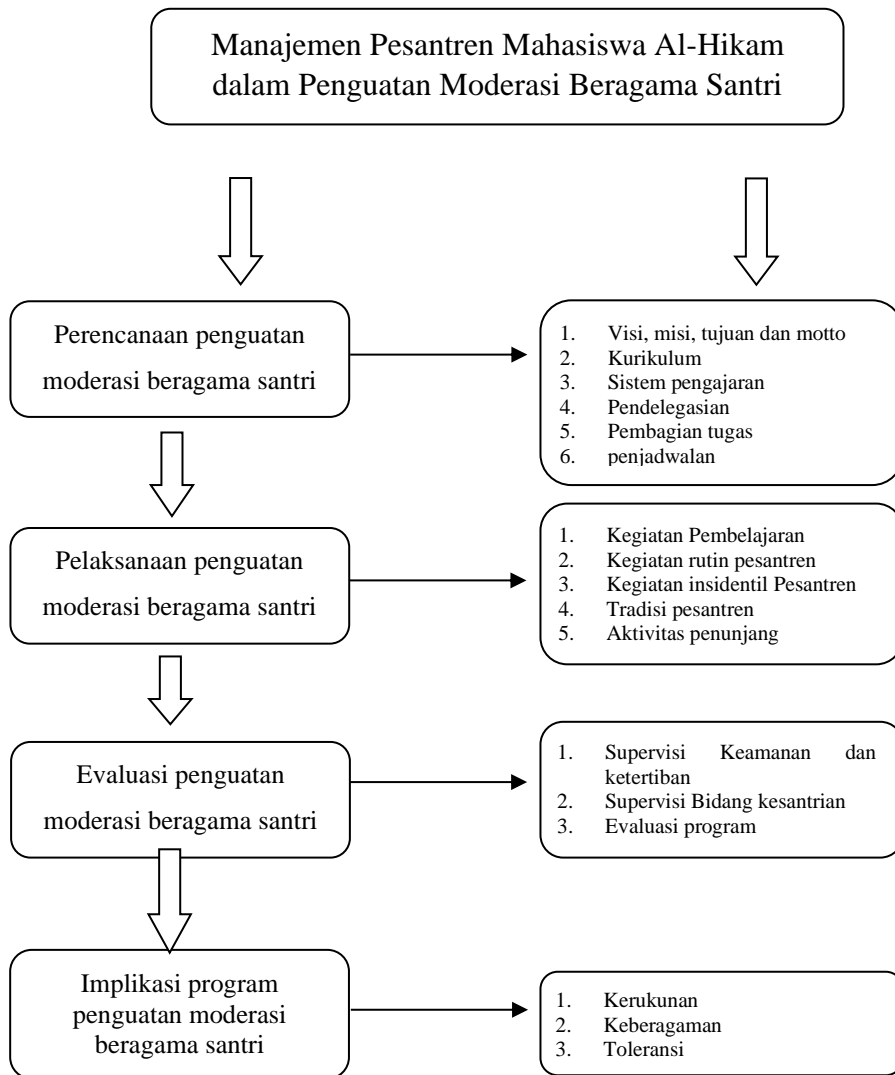 Manajemen Pesantren Mahasiswa Al-Hikam
dalam Penguatan Moderasi Beragama Santri
Perencanaan penguatan
moderasi beragama santri
1. Visi, misi, tujuan dan motto
2. Kurikulum
3. Sistem pengajaran
4. Pendelegasian
5. Pembagian tugas
6. penjadwalan
Pelaksanaan penguatan
moderasi beragama santri
1. Kegiatan Pembelajaran
2. Kegiatan rutin pesantren
3. Kegiatan insidentil Pesantren
4. Tradisi pesantren
5. Aktivitas penunjang
Evaluasi penguatan
moderasi beragama santri
1. Supervisi Keamanan dan
ketertiban
2. Supervisi Bidang kesantrian
3. Evaluasi program
Implikasi program
penguatan moderasi
beragama santri
1. Kerukunan
2. Keberagaman
3. Toleransi